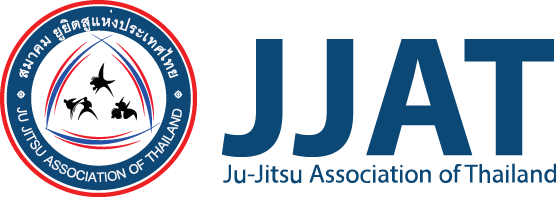 สมาคม ยูยิตสูแห่งประเทศไทย
JU JITSU ASSOCIATION OF THAILAND
JJAT
Ju-Jitsu Association of Thailand